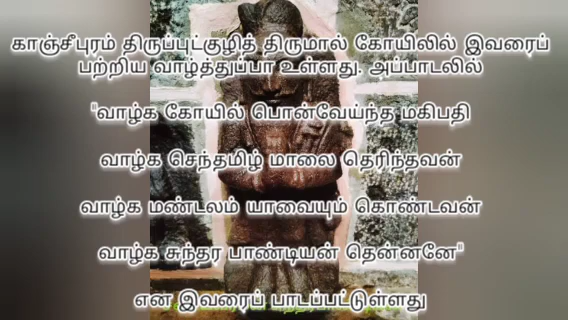 காஞ்சீபுரம் திருப்புட்குழித் திருமால் கோயிலில் இவரைப்
பற்றிய வாழ்த்துப்பா உள்ளது. அப்பாடலில்
"வாழ்க கோயில் பொன்வேய்ந்த மகிபதி
வாழ்க செந்தமிழ் மாலை தெரிந்தவன்
வாழ்க மண்டலம் யாவையும் கொண்டவன்
வாழ்க சுந்தர பாண்டியன் தென்னனே"
என இவரைப் பாடப்பட்டுள்ளது